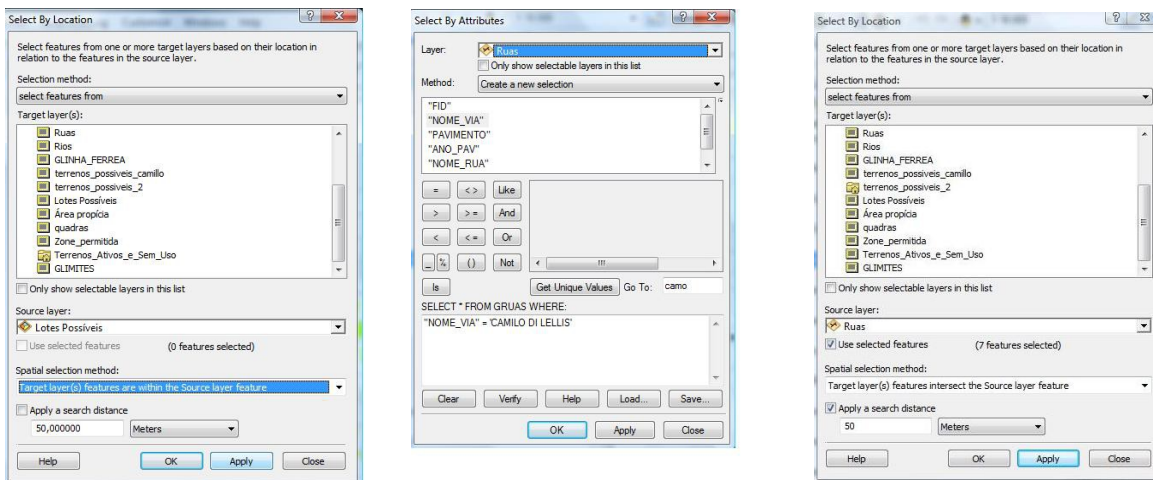 Select By Location
Select features from one or more target layers based on their location in
relation to the features in the source layer.
Selection method:
select features from
Target layer(s):
Ruas
Rios
GLINHA_FERREA
terrenos_possiveis_camillo
terrenos_possiveis_2
Lotes Possíveis
Área propícia
quadras
Zone_permitida
Terrenos_Ativos_e_Sem_Uso
GLIMITES
Only show selectable layers in this list
Source layer:
Lotes Possíveis
Use selected features (0 features selected)
Spatial selection method:
Target layer(s) features are within the Source layer feature
Apply a search distance
50,000000 Meters
Help OK Apply Close
Select By Attributes
Layer: Ruas
Only show selectable layers in this list
Method: Create a new selection
"FID"
"NOME_VIA"
"PAVIMENTO"
"ANO_PAV"
"NOME_RUA"
= < > Like
> > = And
< < = Or
_ % () Not
Is Get Unique Values Go To: camo
SELECT * FROM GRUAS WHERE:
"NOME_VIA" = 'CAMILO DI LELLIS'
Clear Verify Help Load... Save...
OK Apply Close
Select By Location
Select features from one or more target layers based on their location in
relation to the features in the source layer.
Selection method:
select features from
Target layer(s):
Ruas
Rios
GLINHA_FERREA
terrenos_possiveis_camillo
terrenos_possiveis_2
Lotes Possíveis
Área propícia
quadras
Zone_permitida
Terrenos_Ativos_e_Sem_Uso
GLIMITES
Only show selectable layers in this list
Source layer:
Ruas
Use selected features (7 features selected)
Spatial selection method:
Target layer(s) features intersect the Source layer feature
Apply a search distance
50 Meters
Help OK Apply Close